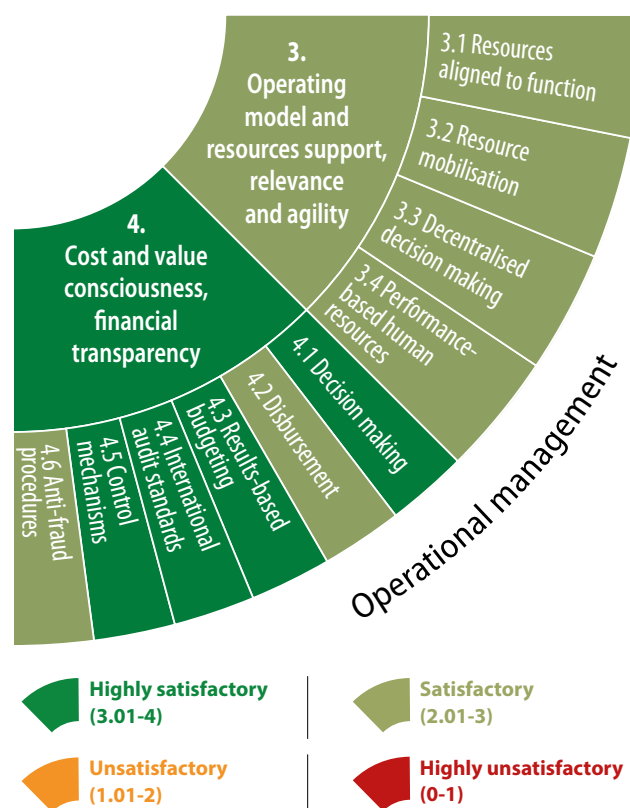 3.
Operating
model and
resources support,
relevance
and agility
3.1 Resources
aligned to function
3.2 Resource
mobilisation
3.3 Decentralised
decision making
3.4 Performance-
based human
resources
4.
Cost and value
consciousness,
financial
transparency
4.1 Decision making
4.2 Disbursement
4.3 Results-based
budgeting
4.4 International
audit standards
4.5 Control
mechanisms
4.6 Anti-fraud
procedures
Operational management
Highly satisfactory
(3.01-4)
Satisfactory
(2.01-3)
Unsatisfactory
(1.01-2)
Highly unsatisfactory
(0-1)